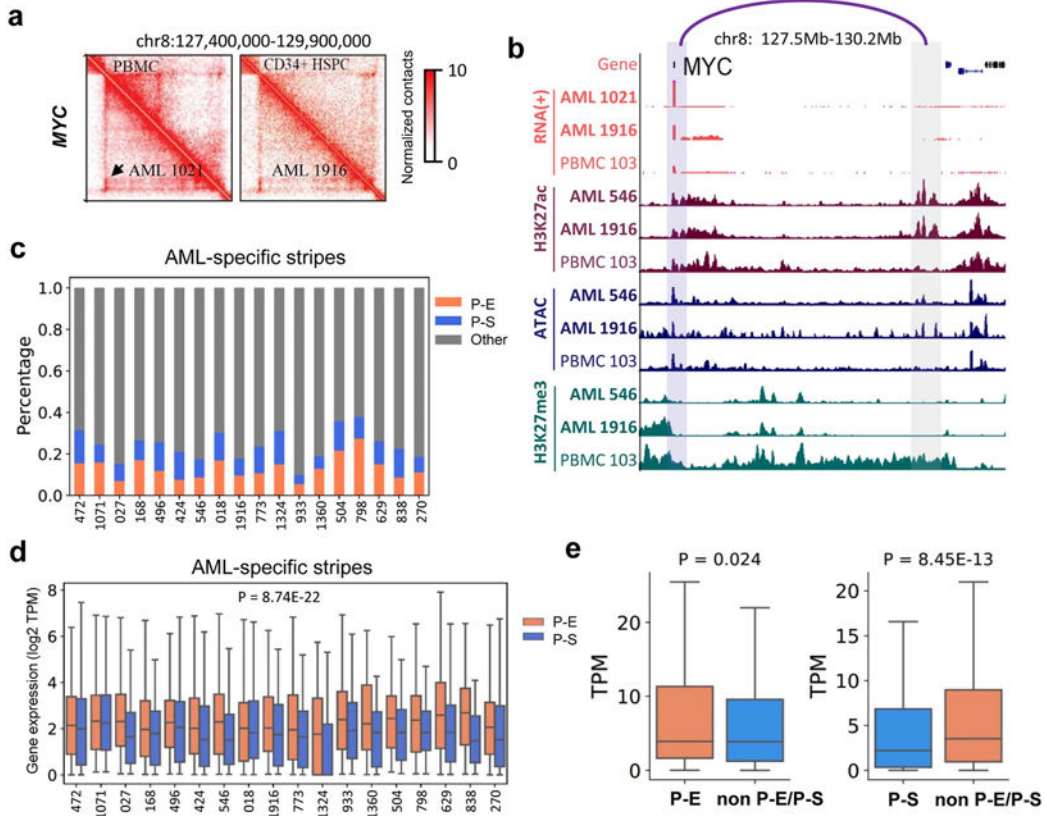 a
chr8:127,400,000-129,900,000
MYC
PBMC
AML 1021
CD34+ HSPC
AML 1916
10
0
Normalized contacts
b
chr8: 127.5Mb-130.2Mb
Gene
MYC
RNA(+)
AML 1021
AML 1916
PBMC 103
H3K27ac
AML 546
AML 1916
PBMC 103
ATAC
AML 546
AML 1916
PBMC 103
H3K27me3
AML 546
AML 1916
PBMC 103
c
AML-specific stripes
Percentage
1.0
0.8
0.6
0.4
0.2
0.0
472 1071 027 168 496 424 546 018 1916 773 1324 933 1360 504 798 629 838 270
P-E
P-S
Other
d
AML-specific stripes
P = 8.74E-22
Gene expression (log2 TPM)
8
6
4
2
0
472 1071 027 168 496 424 546 018 1916 773 1324 933 1360 504 798 629 838 270
P-E
P-S
e
P = 0.024
TPM
20
10
0
P-E non P-E/P-S
P = 8.45E-13
TPM
20
15
10
5
0
P-S non P-E/P-S